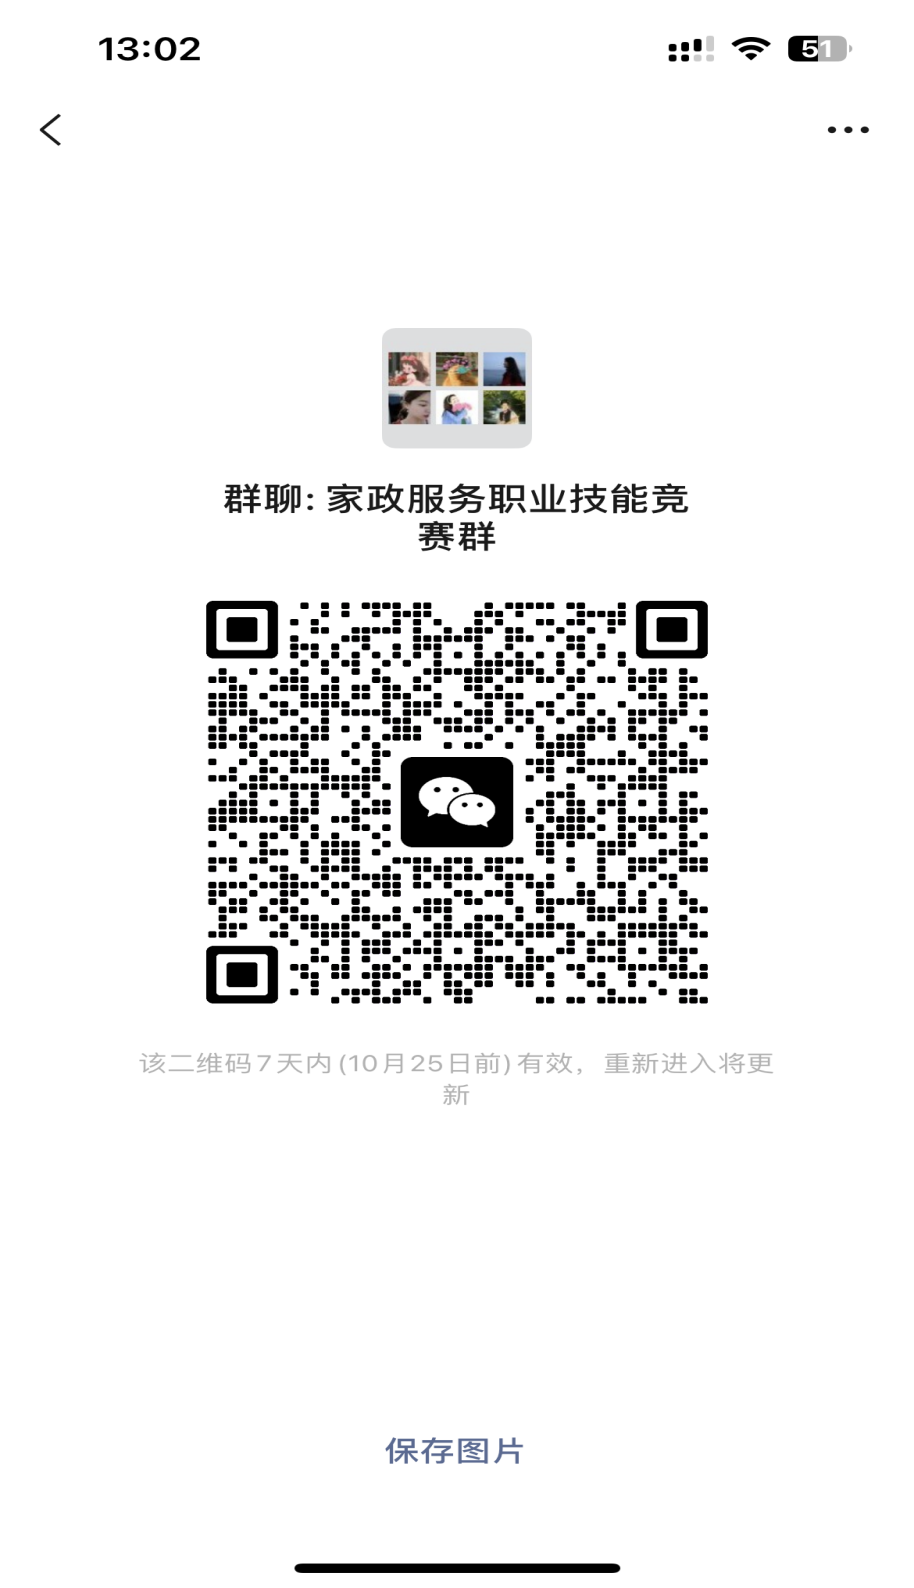 13:02
51
群聊: 家政服务职业技能竞
赛群
该二维码7天内(10月25日前)有效，重新进入将更
新
保存图片